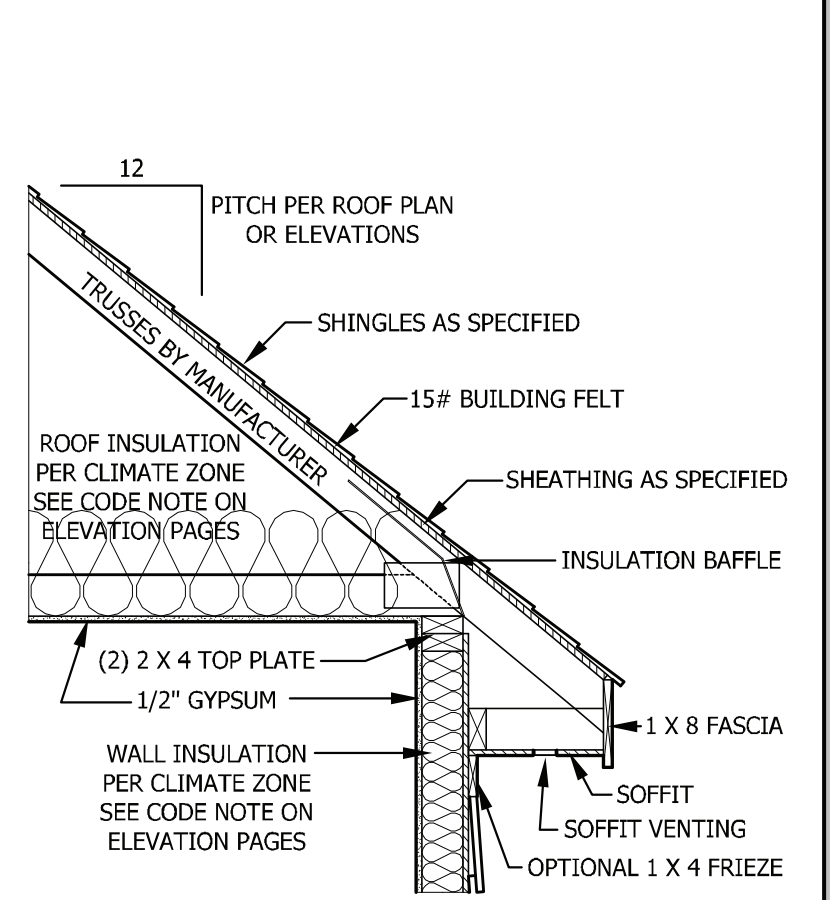 12
PITCH PER ROOF PLAN
OR ELEVATIONS
TRUSSES BY MANUFACTURER
SHINGLES AS SPECIFIED
15# BUILDING FELT
ROOF INSULATION
PER CLIMATE ZONE
SEE CODE NOTE ON
ELEVATION PAGES
SHEATHING AS SPECIFIED
INSULATION BAFFLE
(2) 2 X 4 TOP PLATE
1/2" GYPSUM
1 X 8 FASCIA
WALL INSULATION
PER CLIMATE ZONE
SEE CODE NOTE ON
ELEVATION PAGES
SOFFIT
SOFFIT VENTING
OPTIONAL 1 X 4 FRIEZE